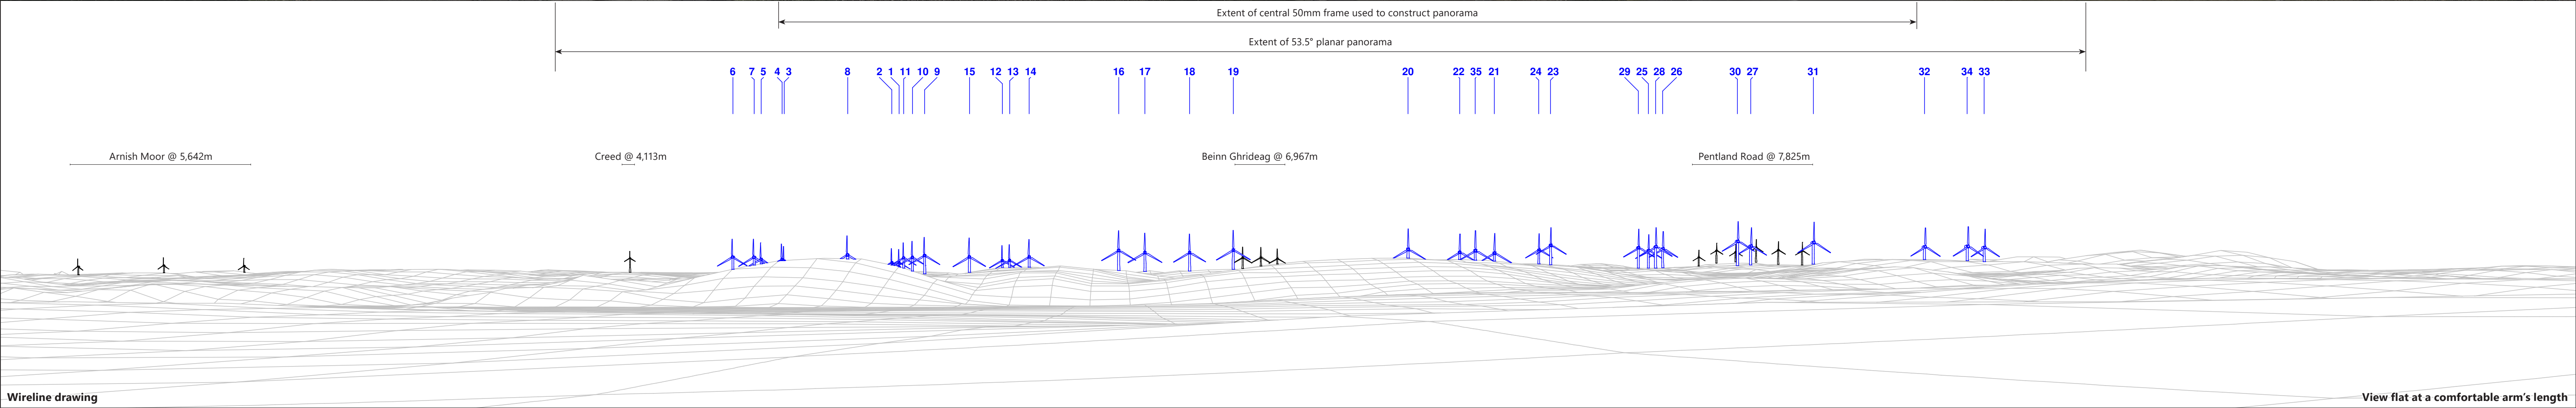 Extent of central 50mm frame used to construct panorama
Extent of 53.5° planar panorama
6 7 5 4 3 8 2 1 11 10 9 15 12 13 14 16 17 18 19 20 22 35 21 24 23 29 25 28 26 30 27 31 32 34 33
Arnish Moor @ 5,642m Creed @ 4,113m Beinn Ghrideag @ 6,967m Pentland Road @ 7,825m
Wireline drawing View flat at a comfortable arm's length